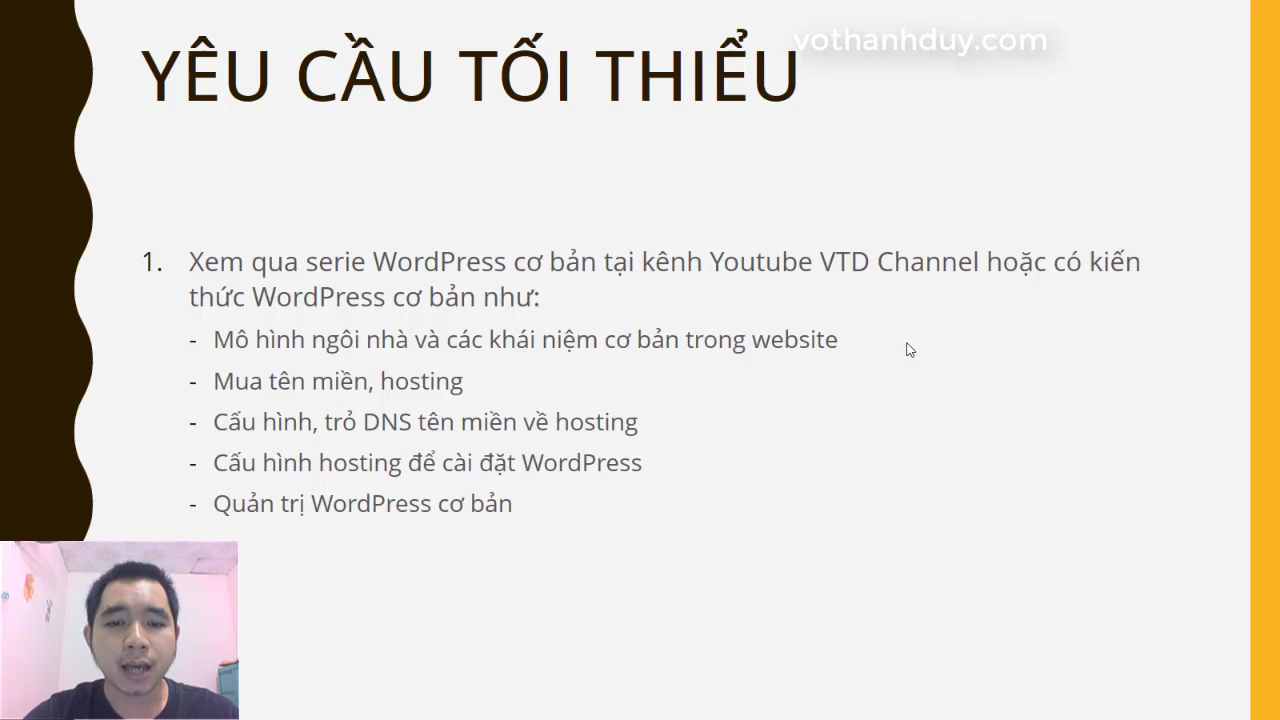 vothanhduy.com
YÊU CẦU TỐI THIỂU
1. Xem qua serie WordPress cơ bản tại kênh Youtube VTD Channel hoặc có kiến
thức WordPress cơ bản như:
- Mô hình ngôi nhà và các khái niệm cơ bản trong website
- Mua tên miền, hosting
- Cấu hình, trỏ DNS tên miền về hosting
- Cấu hình hosting để cài đặt WordPress
- Quản trị WordPress cơ bản